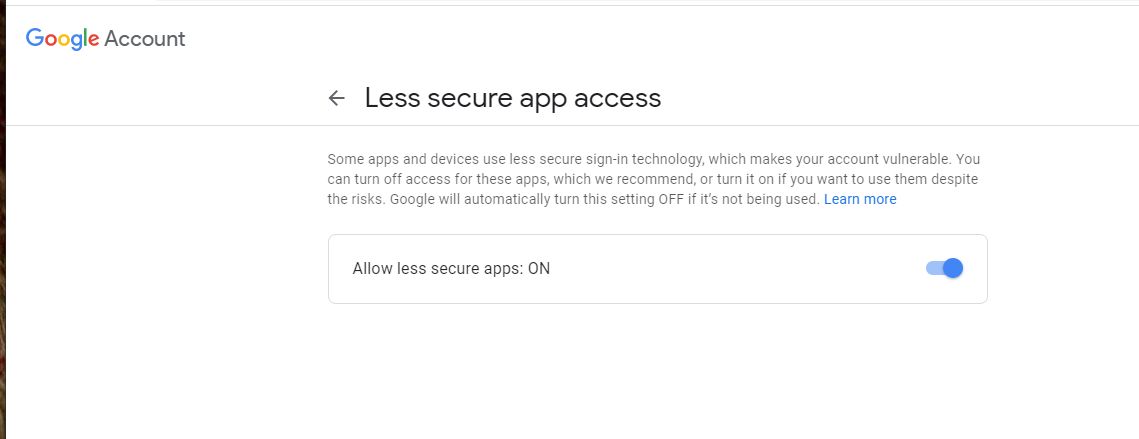 Google Account
Less secure app access
Some apps and devices use less secure sign-in technology, which makes your account vulnerable. You
can turn off access for these apps, which we recommend, or turn it on if you want to use them despite
the risks. Google will automatically turn this setting OFF if it's not being used. Learn more
Allow less secure apps: ON